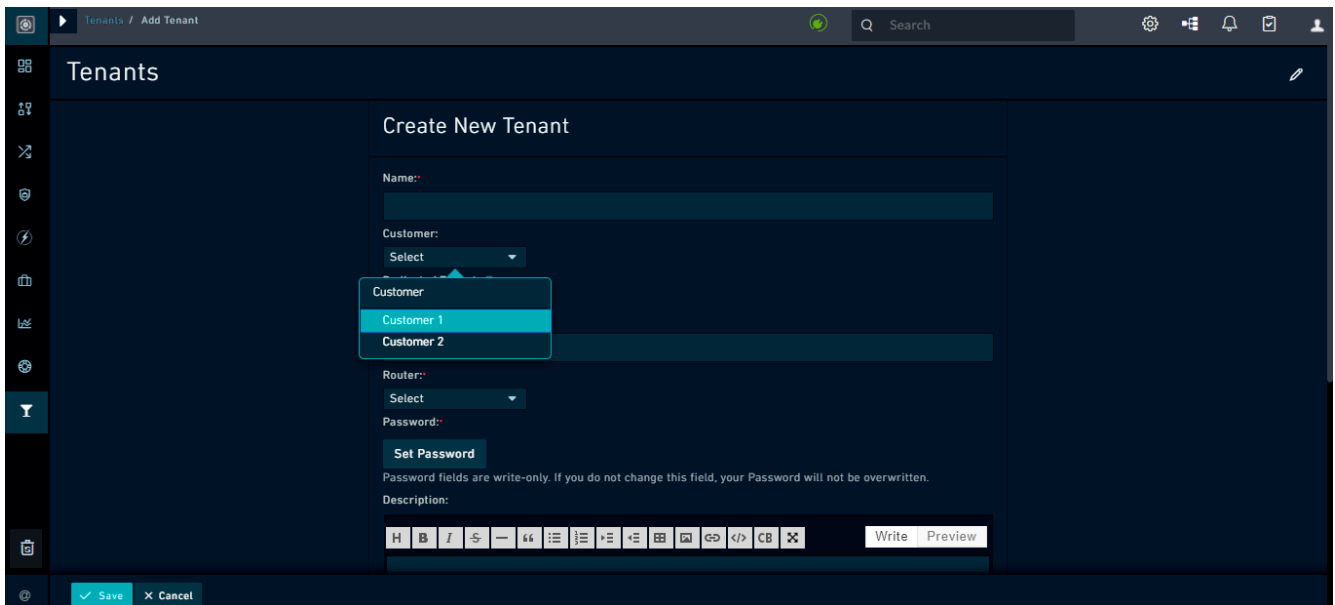 Tenants / Add Tenant
Search
Tenants
Create New Tenant
Name:*
Customer:
Select
Customer
Customer 1
Customer 2
Router:*
Select
Password:*
Set Password
Password fields are write-only. If you do not change this field, your Password will not be overwritten.
Description:
H B I S — “ </> CB Write Preview
@ Save Cancel